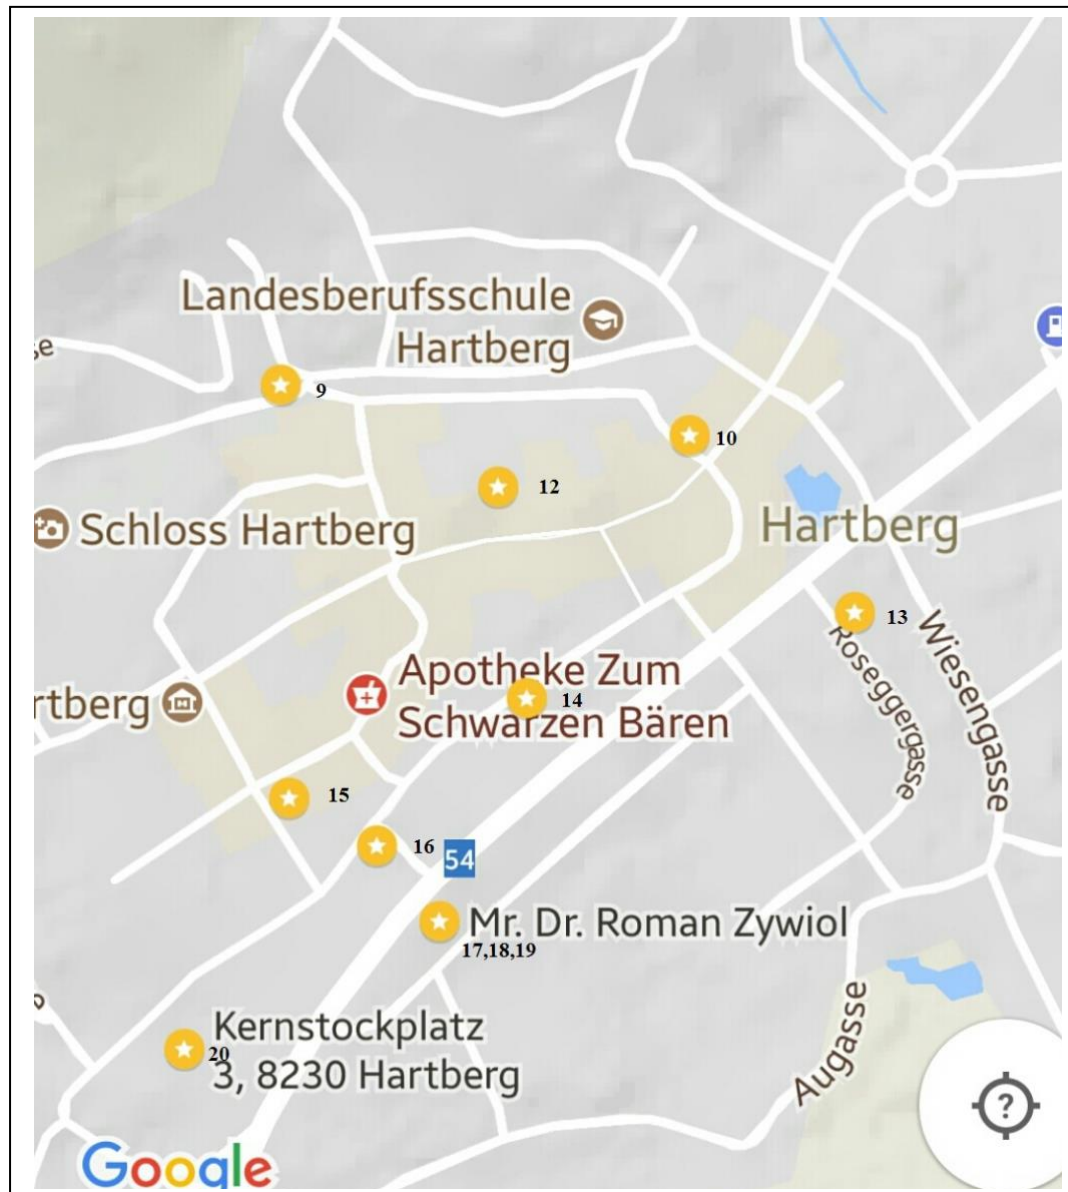 Landesberufsschule
Hartberg
se
9
10
12
Schloss Hartberg
Hartberg
13
Wiesengasse
Roseggergasse
Apotheke Zum
Schwarzen Bären
14
rtberg
15
16
54
Mr. Dr. Roman Zywiol
17,18,19
Kernstockplatz
3, 8230 Hartberg
20
Augasse
?
Google